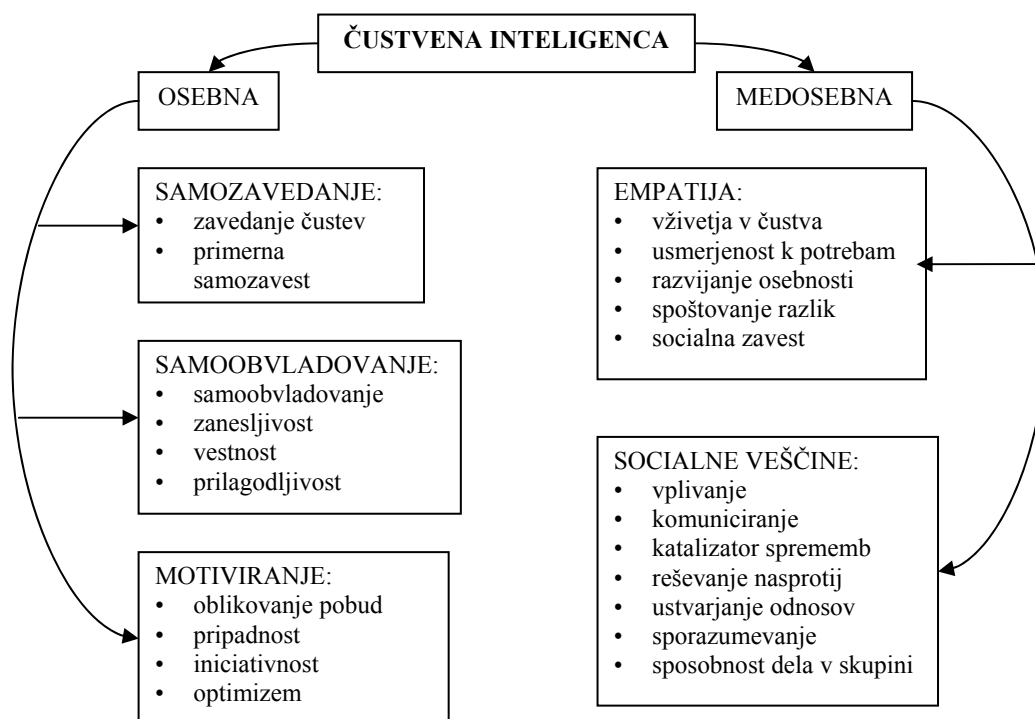 ČUSTVENA INTELIGENCA
OSEBNA
MEDOSEBNA
SAMOZAVEDANJE:
• zavedanje čustev
• primerna
samozavest
SAMOOBVLADOVANJE:
• samoobvladovanje
• zanesljivost
• vestnost
• prilagodljivost
MOTIVIRANJE:
• oblikovanje pobud
• pripadnost
• iniciativnost
• optimizem
EMPATIJA:
• vživetja v čustva
• usmerjenost k potrebam
• razvijanje osebnosti
• spoštovanje razlik
• socialna zavest
SOCIALNE VEŠČINE:
• vplivanje
• komuniciranje
• katalizator sprememb
• reševanje nasprotij
• ustvarjanje odnosov
• sporazumevanje
• sposobnost dela v skupini